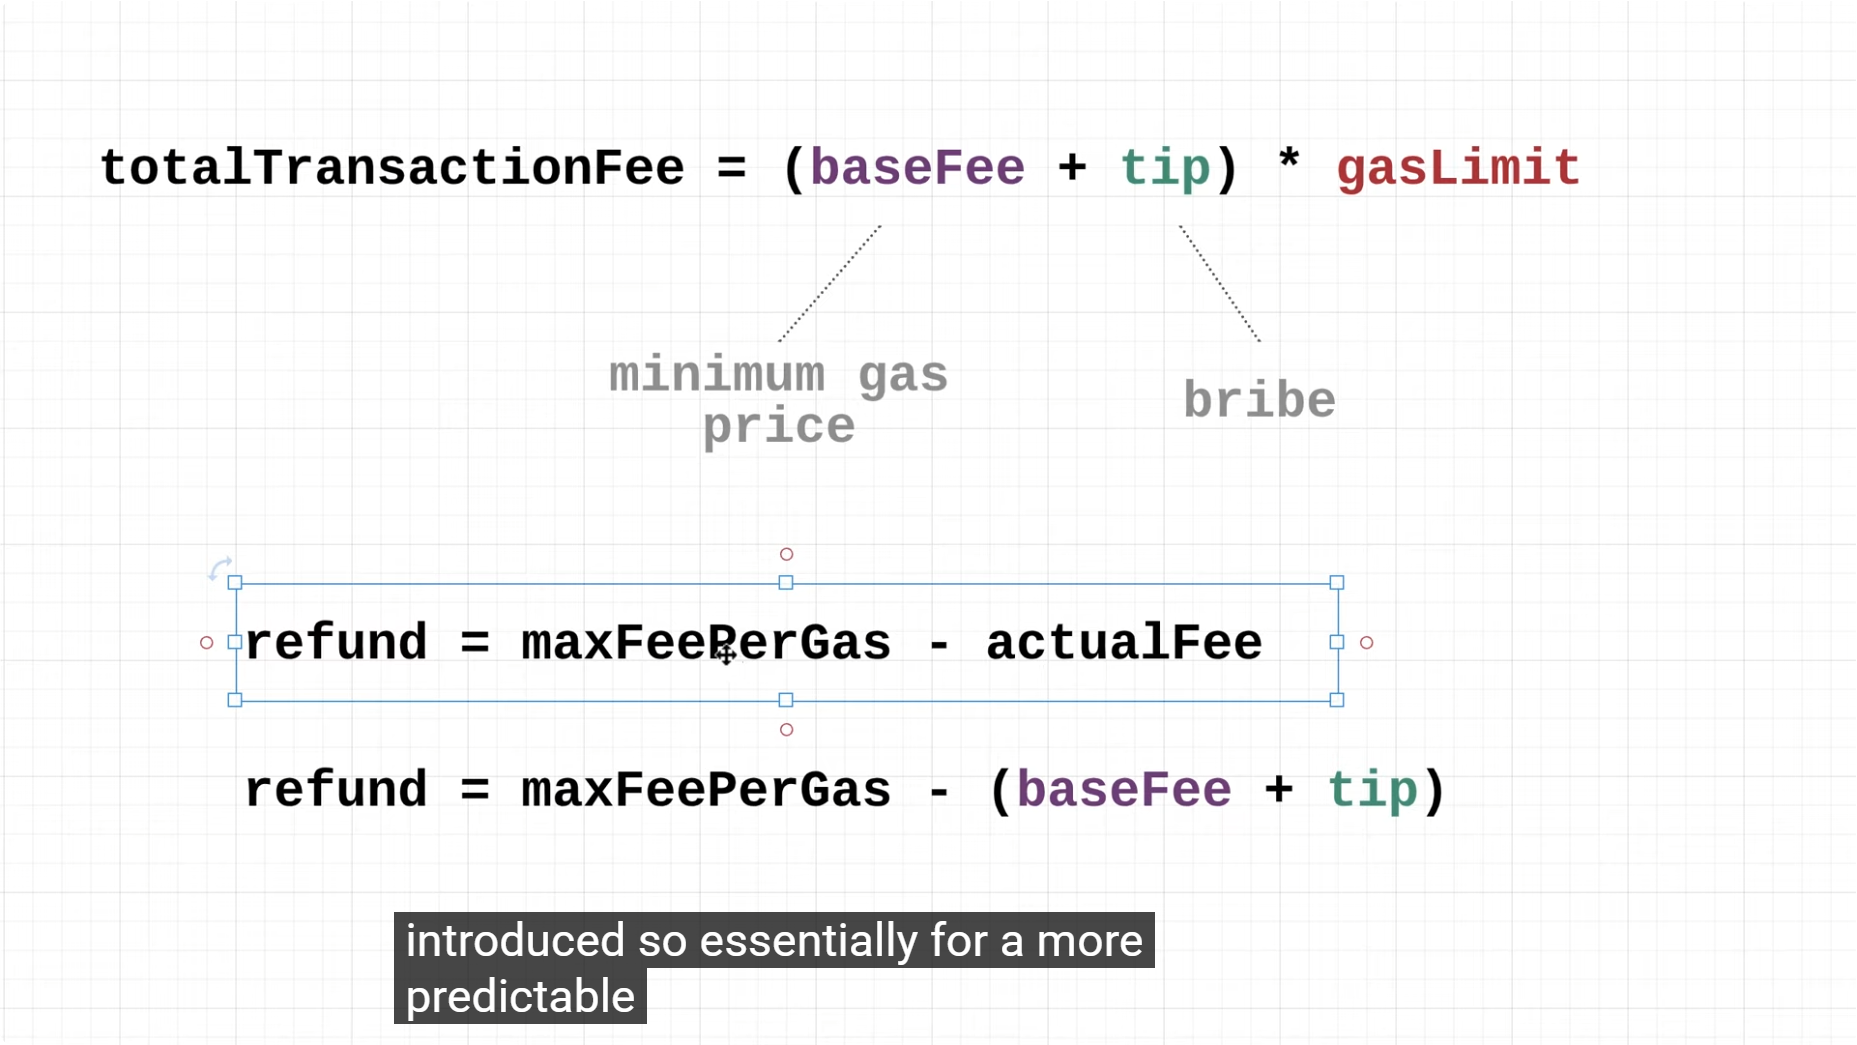 totalTransactionFee = (baseFee + tip) * gasLimit
minimum gas
price
bribe
refund = maxFeePerGas - actualFee
refund = maxFeePerGas - (baseFee + tip)
introduced so essentially for a more
predictable